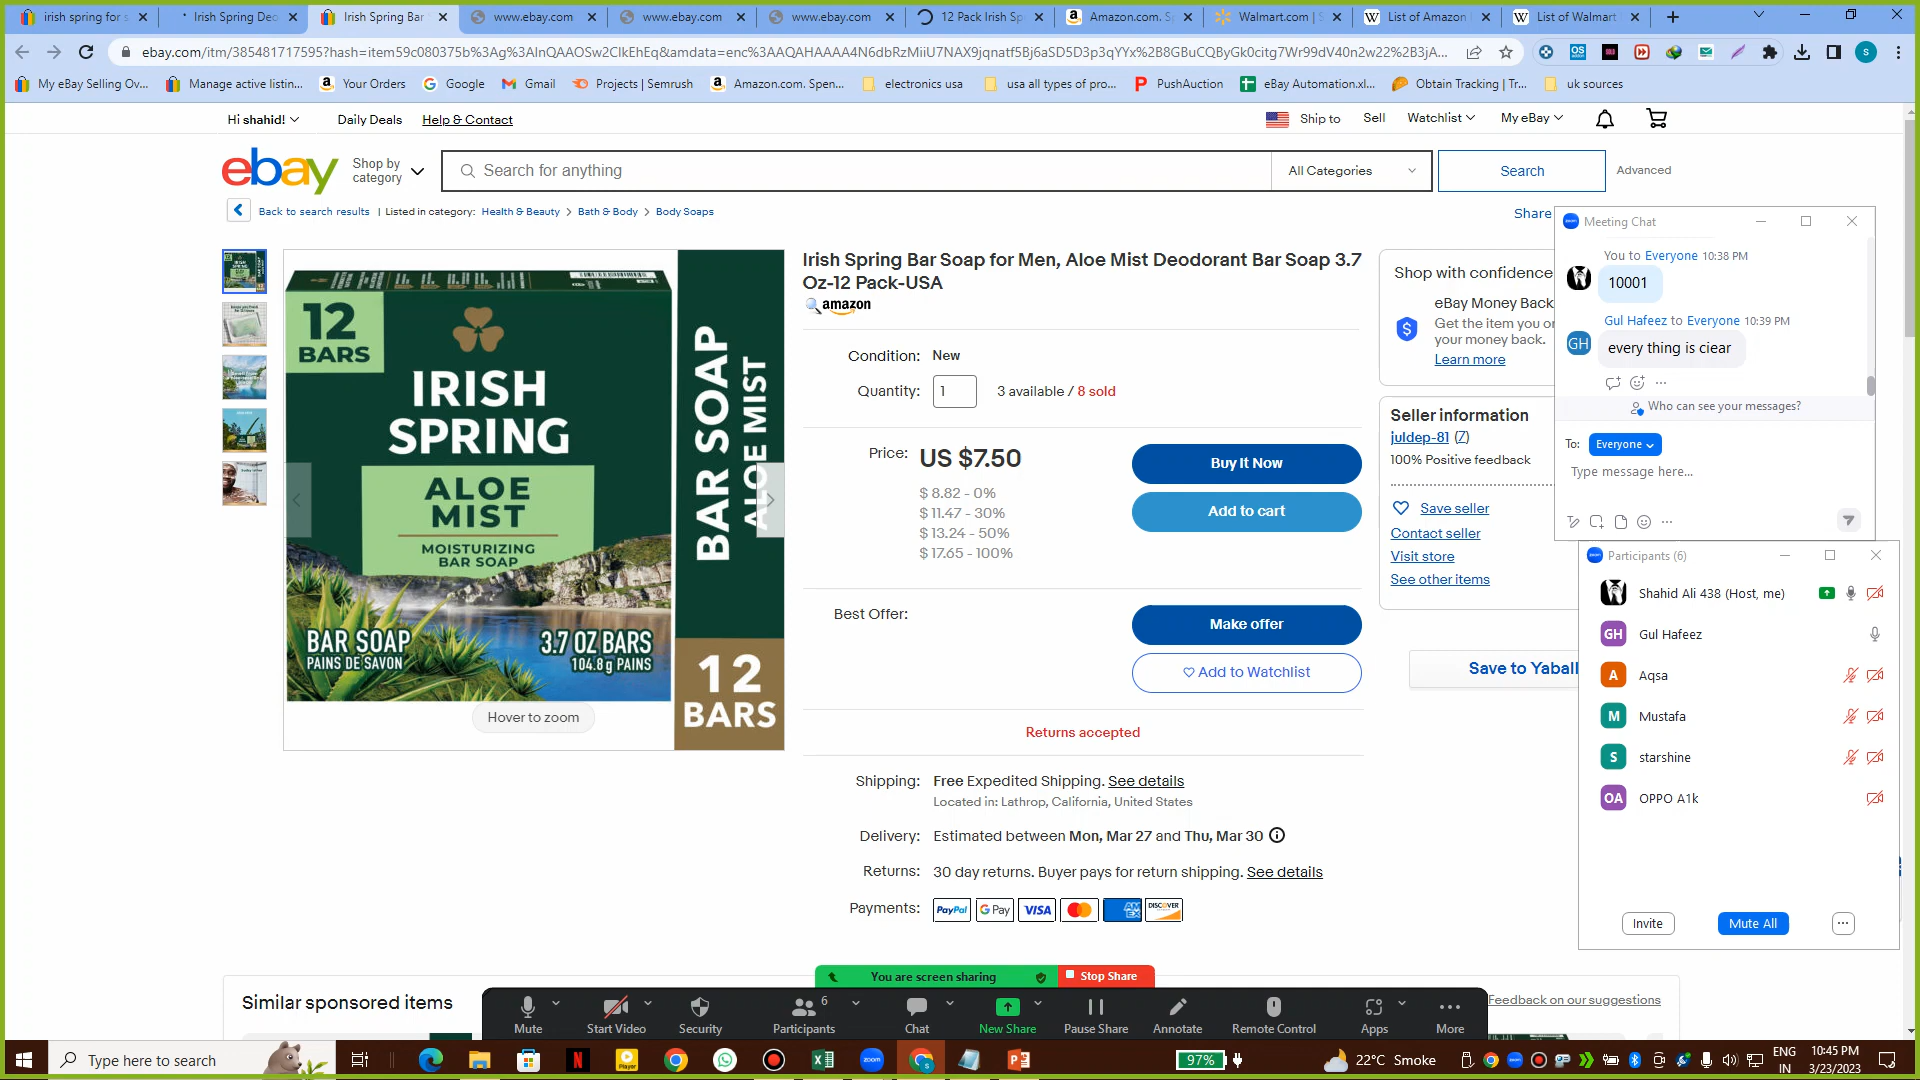 irish spring for s
Irish Spring Deo
Irish Spring Bar
www.ebay.com
www.ebay.com
www.ebay.com
12 Pack Irish Sp
Amazon.com. S
Walmart.com | S
List of Amazon
List of Walmart
ebay.com/itm/385481717595?hash=item59c080375b%3Ag%3AlnQAAOSw2ClkEhEq&amdata=enc%3AAQAHAAAA4N6dbRzMiiU7NAX9jqnatf5Bj6aSD5D3p3qYYx%2B8GBuCQByGk0citg7Wr99dV40n2w22%2B3jA...
My eBay Selling Ov...
Manage active listin...
Your Orders
Google
Gmail
Projects | Semrush
Amazon.com. Spen...
electronics usa
usa all types of pro...
PushAuction
eBay Automation.xl...
Obtain Tracking | Tr...
uk sources
Hi shahid!
Daily Deals
Help & Contact
Ship to
Sell
Watchlist
My eBay
ebay
Shop by
category
Search for anything
All Categories
Search
Advanced
Back to search results | Listed in category: Health & Beauty > Bath & Body > Body Soaps
Share
12
BARS
IRISH
SPRING
ALOE
MIST
MOISTURIZING
BAR SOAP
BAR SOAP
PAINS DE SAVON
3.7 OZ BARS
104.8 g PAINS
BAR SOAP
ALOE MIST
12
BARS
Hover to zoom
Irish Spring Bar Soap for Men, Aloe Mist Deodorant Bar Soap 3.7
Oz-12 Pack-USA
amazon
Condition: New
Quantity: 1 3 available / 8 sold
Price: US $7.50
$ 8.82 - 0%
$ 11.47 - 30%
$ 13.24 - 50%
$ 17.65 - 100%
Buy It Now
Add to cart
Best Offer:
Make offer
Add to Watchlist
Returns accepted
Shipping: Free Expedited Shipping. See details
Located in: Lathrop, California, United States
Delivery: Estimated between Mon, Mar 27 and Thu, Mar 30
Returns: 30 day returns. Buyer pays for return shipping. See details
Payments: PayPal G Pay VISA AM EX DISCOVER
Shop with confidence
eBay Money Back
Get the item you or
your money back.
Learn more
Seller information
juldep-81 (7)
100% Positive feedback
Save seller
Contact seller
Visit store
See other items
Save to Yaball
Meeting Chat
You to Everyone 10:38 PM
10001
Gul Hafeez to Everyone 10:39 PM
GH
every thing is ciear
Who can see your messages?
To: Everyone
Type message here...
Participants (6)
Shahid Ali 438 (Host, me)
GH Gul Hafeez
A Aqsa
M Mustafa
S starshine
OA OPPO A1k
Invite
Mute All
Similar sponsored items
Feedback on our suggestions
You are screen sharing
Stop Share
Mute
Start Video
Security
6
Participants
Chat
New Share
Pause Share
Annotate
Remote Control
Apps
More
Type here to search
97%
22°C Smoke
ENG
IN
10:45 PM
3/23/2023